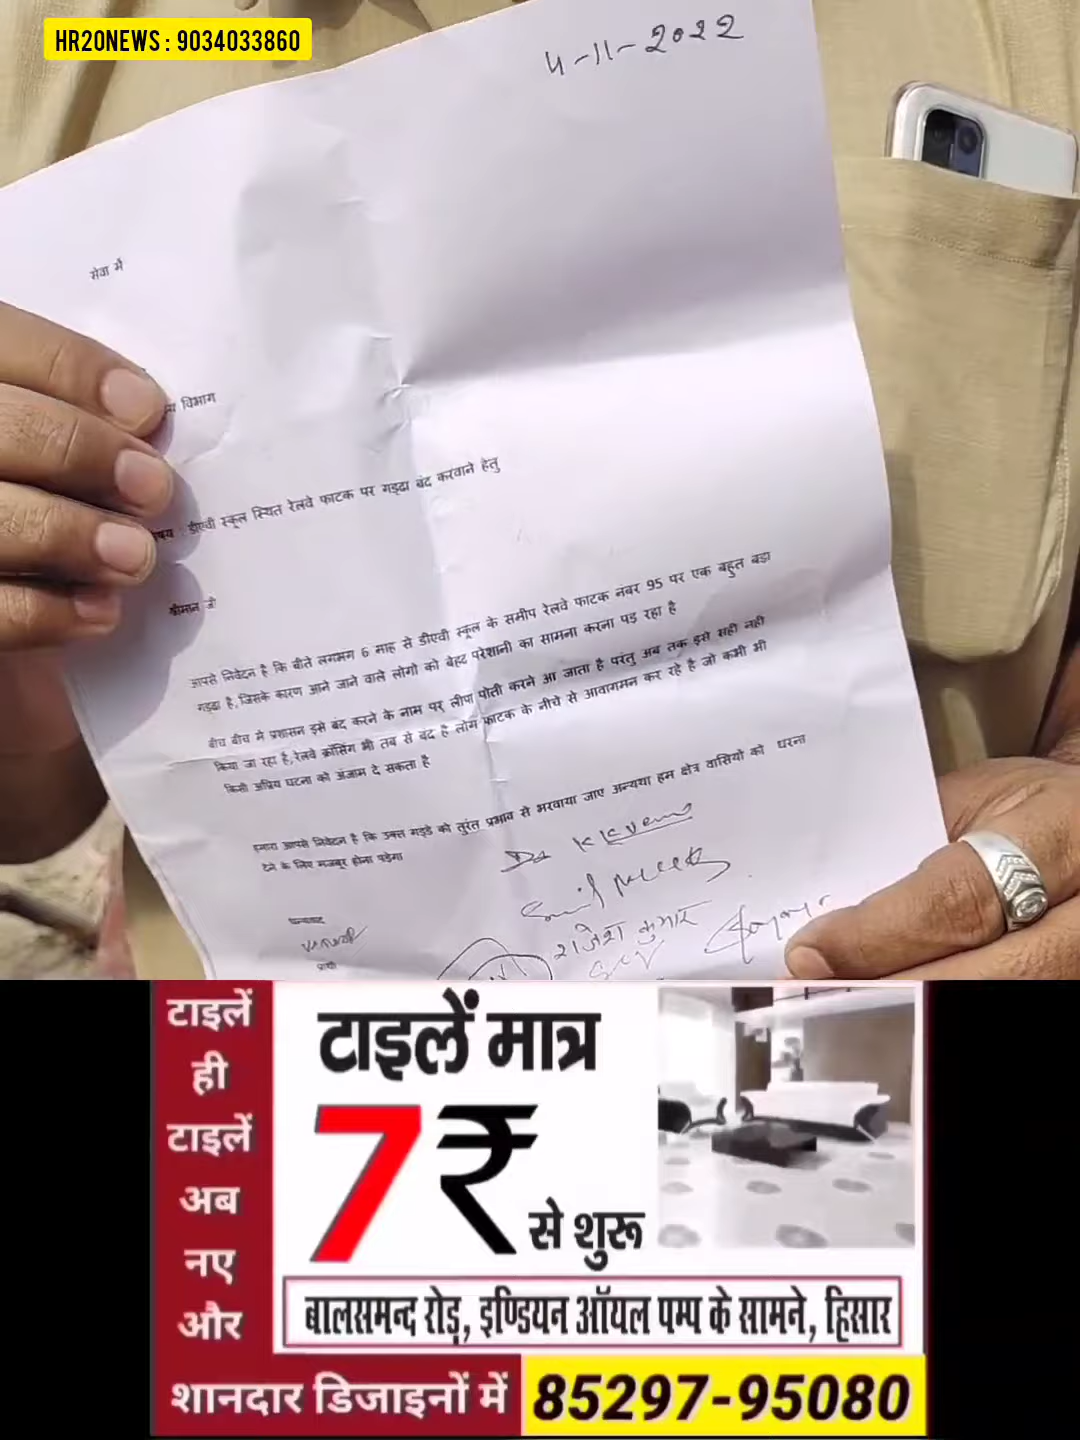 HR20NEWS : 9034033860
4-11-2022
सेवा में
विभाग
डीएवी स्कूल स्थित रेलवे फाटक पर गड्ढा बंद करवाने हेतु
श्रीमान जी
आपसे निवेदन है कि बीते लगभग 6 माह से डीएवी स्कूल के समीप रेलवे फाटक नंबर 95 पर एक बहुत बड़ा
गड्ढा है, जिसके कारण आने जाने वाले लोगों को बेहद परेशानी का सामना करना पड़ रहा है
बीच बीच मे प्रशासन इसे बंद करने के नाम पर लीपा पोती करने आ जाता है परंतु अब तक इसे सही नही
किया जा रहा है, रेलवे क्रॉसिंग भी तब से बंद है लोग फाटक के नीचे से आवागमन कर रहे है जो कभी भी
किसी अप्रिय घटना को अंजाम दे सकता है
हमारा आपसे निवेदन है कि उक्त गड्ढे को तुरंत प्रभाव से भरवाया जाए अन्यथा हम क्षेत्र वासियो को धरना
देने के लिए मजबूर होना पड़ेगा
धन्यवाद
प्रार्थी
राजेश कुमार
टाइलें
ही
टाइलें
अब
नए
और
शानदार डिजाइनों में
टाइलें मात्र
7₹
से शुरू
बालसमन्द रोड़, इण्डियन ऑयल पम्प के सामने, हिसार
85297-95080